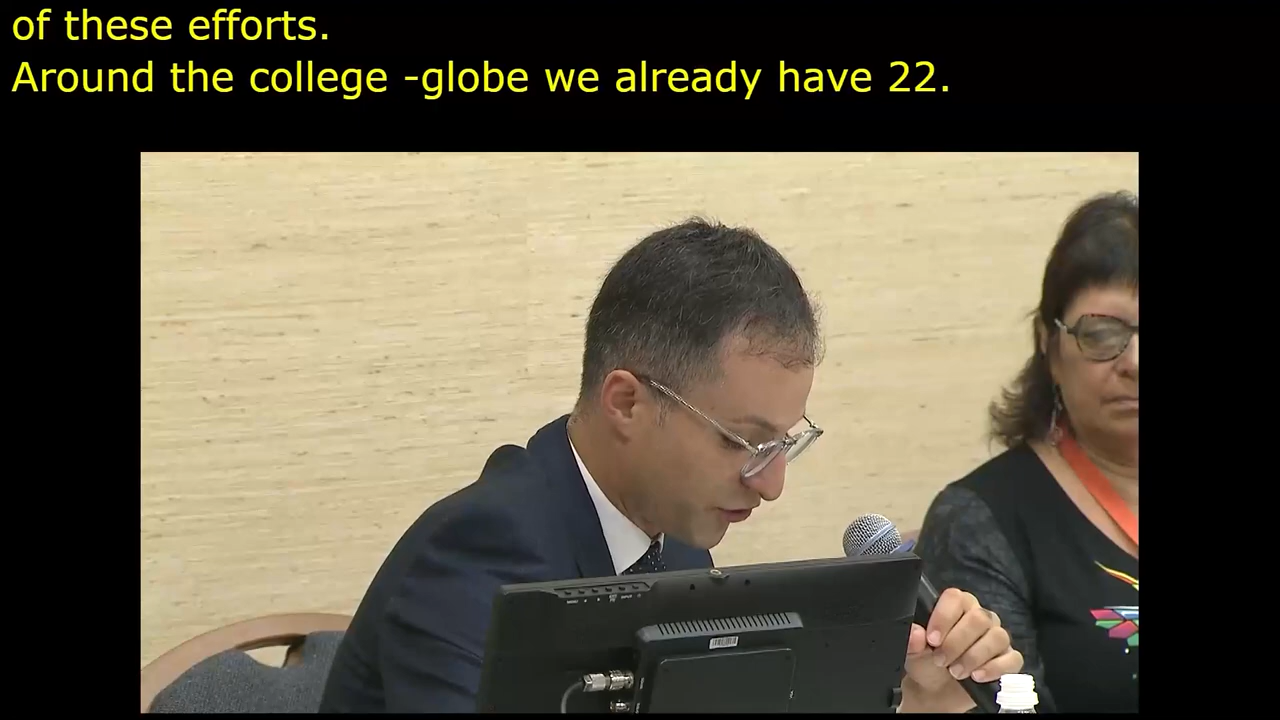 of these efforts.
Around the college -globe we already have 22.